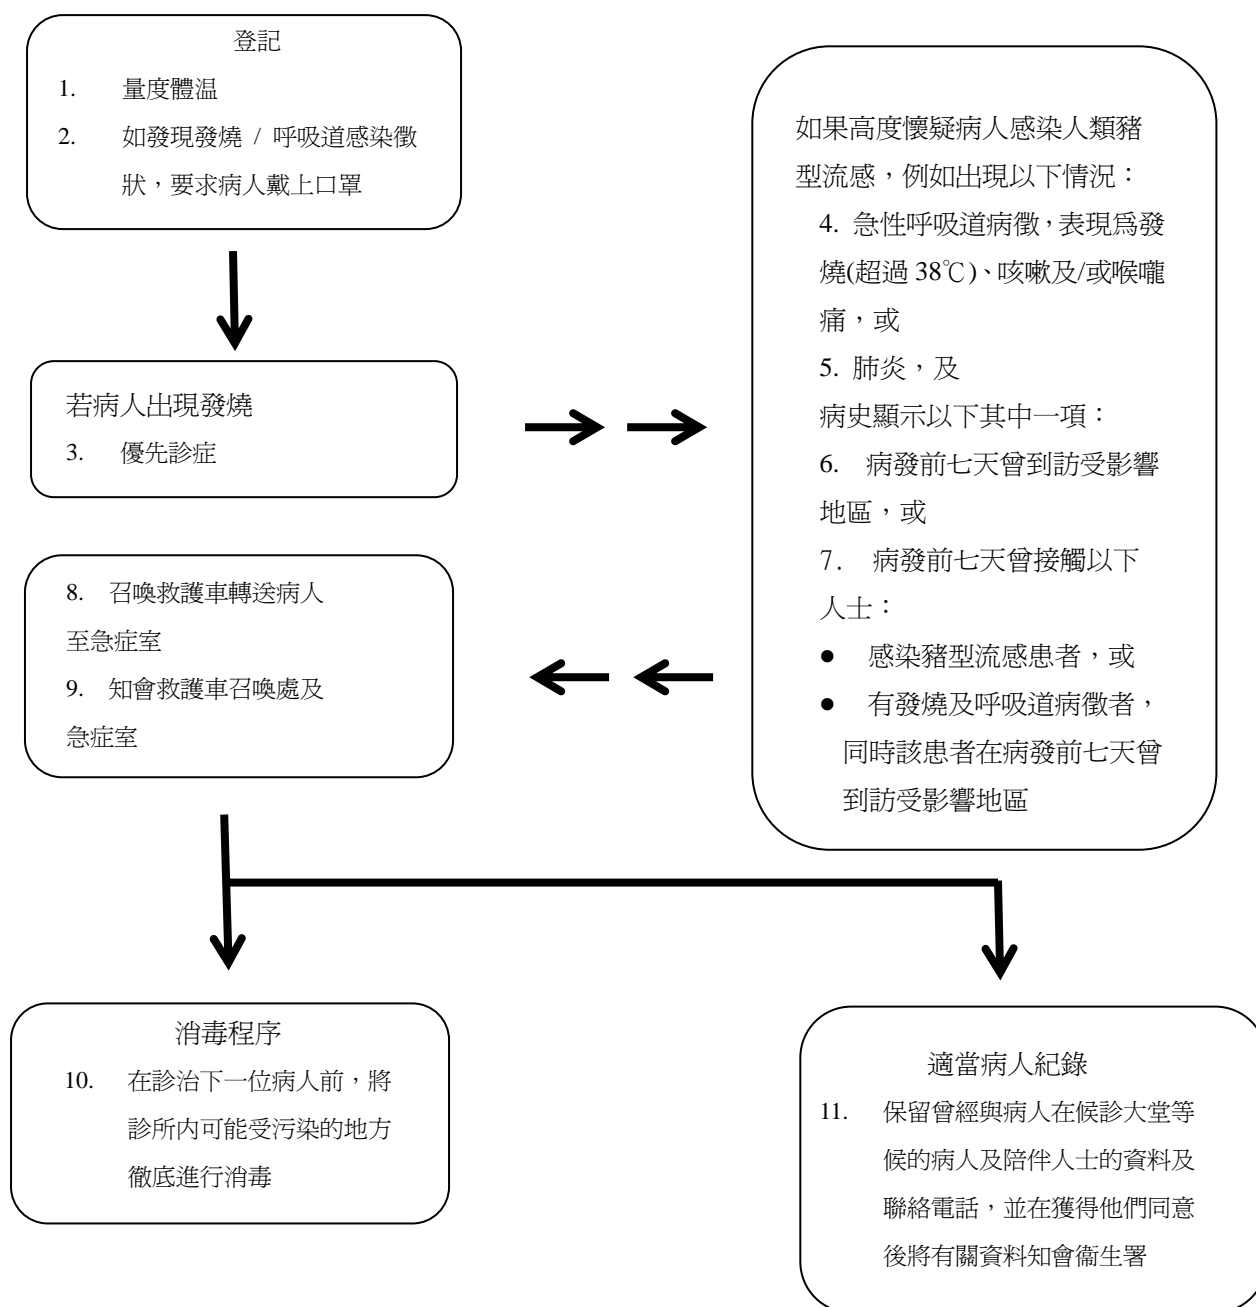 登記
1. 量度體温
2. 如發現發燒 / 呼吸道感染徵
狀，要求病人戴上口罩
若病人出現發燒
3. 優先診症
如果高度懷疑病人感染人類豬
型流感，例如出現以下情況：
4. 急性呼吸道病徵，表現爲發
燒(超過 38℃)、咳嗽及/或喉嚨
痛，或
5. 肺炎，及
病史顯示以下其中一項：
6. 病發前七天曾到訪受影響
地區，或
7. 病發前七天曾接觸以下
人士：
● 感染豬型流感患者，或
● 有發燒及呼吸道病徵者，
同時該患者在病發前七天曾
到訪受影響地區
8. 召喚救護車轉送病人
至急症室
9. 知會救護車召喚處及
急症室
消毒程序
10. 在診治下一位病人前，將
診所内可能受污染的地方
徹底進行消毒
適當病人紀錄
11. 保留曾經與病人在候診大堂等
候的病人及陪伴人士的資料及
聯絡電話，並在獲得他們同意
後將有關資料知會衞生署